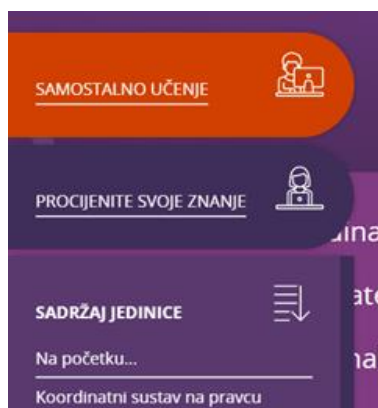 SAMOSTALNO UČENJE
PROCIJENITE SVOJE ZNANJE
SADRŽAJ JEDINICE
Na početku...
Koordinatni sustav na pravcu